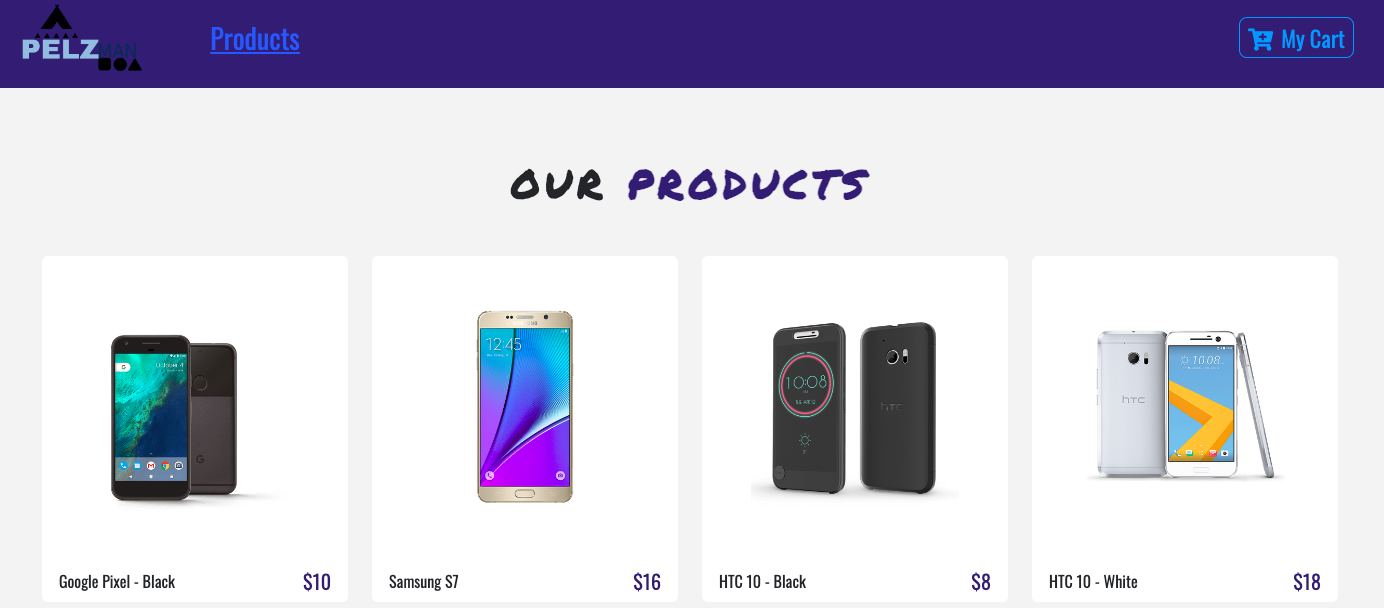 PELZMAN
Products
My Cart
OUR PRODUCTS
12:45
10:08
hTC
hTC
10:08
Google Pixel - Black
$10
Samsung S7
$16
HTC 10 - Black
$8
HTC 10 - White
$18